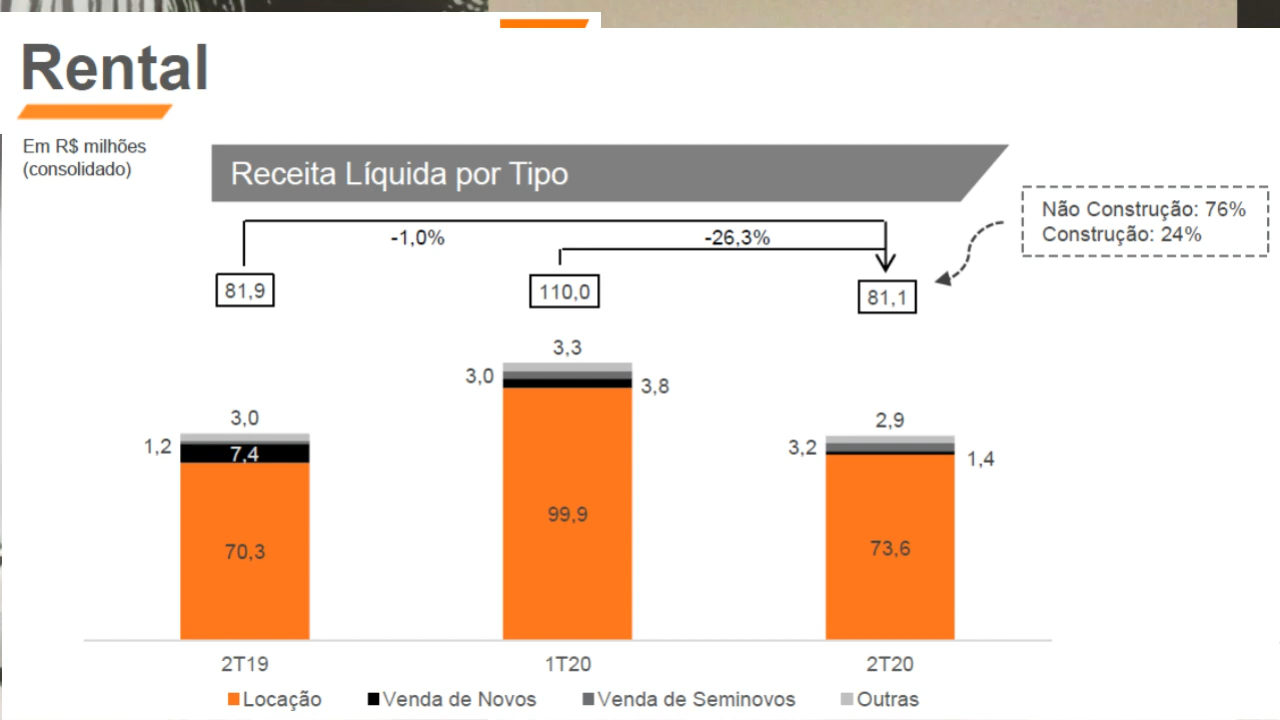 Rental
Em R$ milhões
(consolidado)
Receita Líquida por Tipo
Não Construção: 76%
Construção: 24%
-1,0%
-26,3%
81,9
110,0
81,1
3,3
3,0
3,8
3,0
1,2
7,4
2,9
3,2
1,4
99,9
70,3
73,6
2T19
1T20
2T20
Locação
Venda de Novos
Venda de Seminovos
Outras